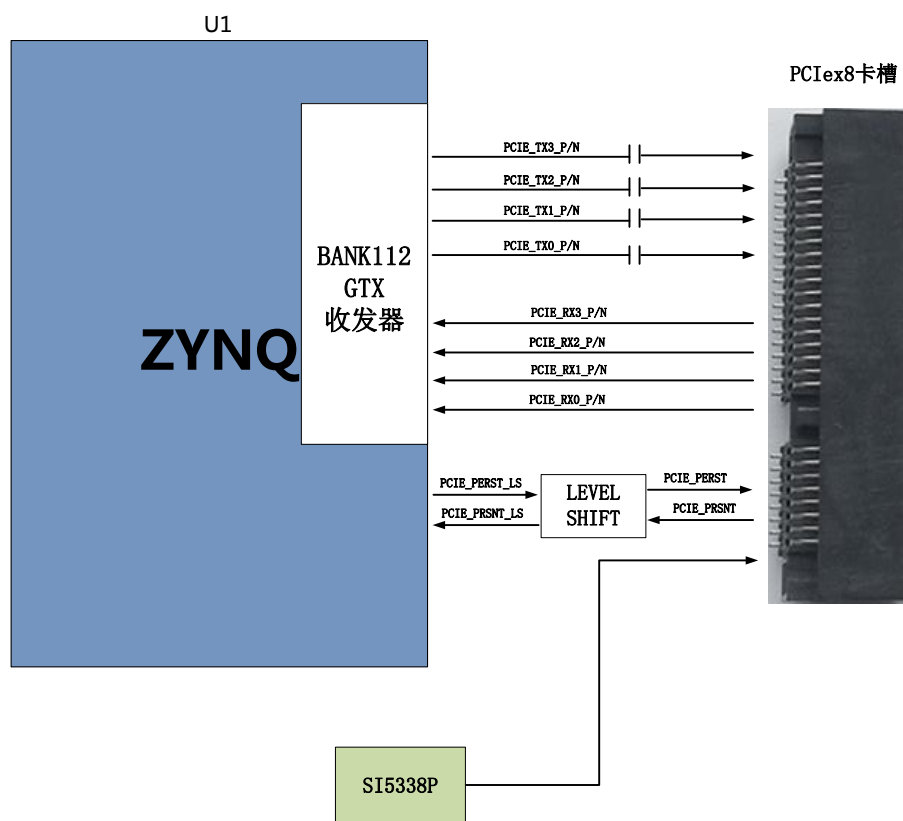 U1
PCIex8卡槽
PCIE_TX3_P/N
PCIE_TX2_P/N
PCIE_TX1_P/N
PCIE_TX0_P/N
BANK112
GTX
收发器
ZYNQ
PCIE_RX3_P/N
PCIE_RX2_P/N
PCIE_RX1_P/N
PCIE_RX0_P/N
PCIE_PERST_LS
PCIE_PRSNT_LS
LEVEL
SHIFT
PCIE_PERST
PCIE_PRSNT
SI5338P